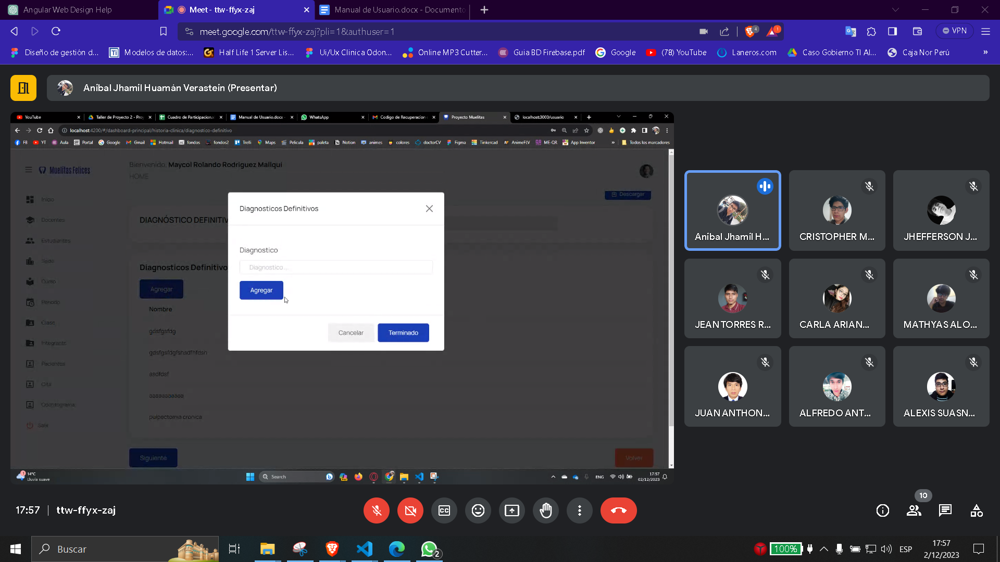 Angular Web Design Help
Meet - ttw-ffyx-zaj
Manual de Usuario.docx - Documento
meet.google.com/ttw-ffyx-zaj?pli=1&authuser=1
4
1
VPN
Diseño de gestión d...
Modelos de datos:...
Half Life 1 Server Lis...
Ui/Ux Clinica Odon...
Online MP3 Cutter...
Guia BD Firebase.pdf
Google
(78) YouTube
Laneros.com
Caso Gobierno TI Al...
Caja Nor Perú
»
Aníbal Jhamil Huamán Verasteín (Presentar)
YouTube
Taller de Proyecto 2 - Proy
Cuadro de Participacion.x
Manual de Usuario.docx -
WhatsApp
Codigo de Recuperacion
Proyecto Muelitas
localhost:3000/usuario
localhost:4200/#/dashboard-principal/historia-clinica/diagnostico-definitivo
FB
YT
Aula
Portal
Google
Gmail
Hotmail
fondos
fondos2
Trelli
Maps
Pelicula
paleta
Notion
animes
colores
doctorCV
Figma
Tinkercad
AnimeFLV
ME-QR
App Inventor
»
Todos los marcadores
Muelitas Felices
Bienvenido, Maycol Rolando Rodriguez Mallqui
HOME
Descargar
Inicio
Docentes
Estudiantes
Sede
Curso
Periodo
Clase
Integrante
Pacientes
Cita
Odontograma
Salir
DIAGNÓSTICO DEFINITIV
Diagnosticos Definitivo
Agregar
Nombre
gdsfgsfdg
gdsfgsfdgfsnsdfnfdsn
asdfdsf
aaaaaaaaaaa
pulpectomia cronica
Siguiente
Volver
Diagnosticos Definitivos
Diagnostico
Diagnostico ...
Agregar
Cancelar
Terminado
1
14°C
Lluvia suave
Search
ENG
17:57
02/12/2023
Aníbal Jhamil H...
CRISTOPHER M...
JHEFFERSON J...
JEAN TORRES R...
CARLA ARIAN...
MATHYAS ALO...
JUAN ANTHON...
ALFREDO ANT...
ALEXIS SUASN...
17:57
ttw-ffyx-zaj
10
Buscar
2
100%
ESP
17:57
2/12/2023